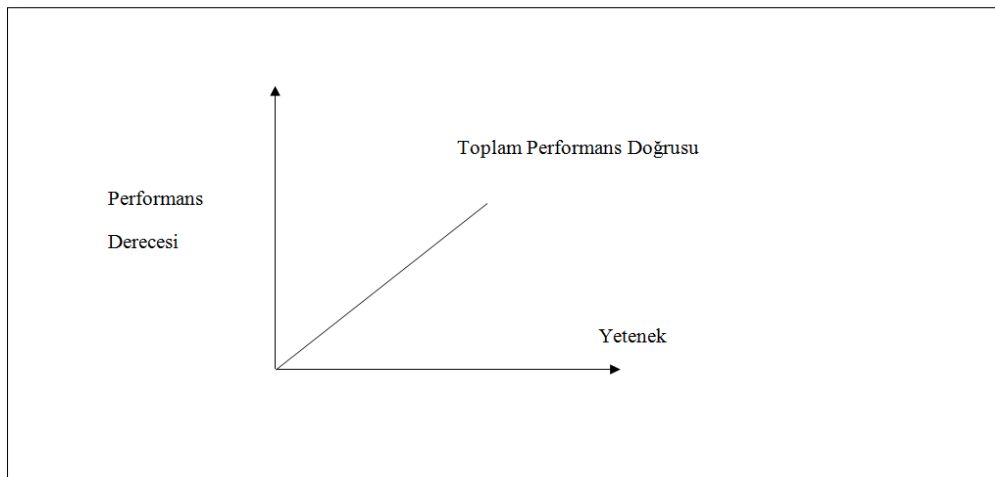 Toplam Performans Doğrusu
Performans
Derecesi
Yetenek